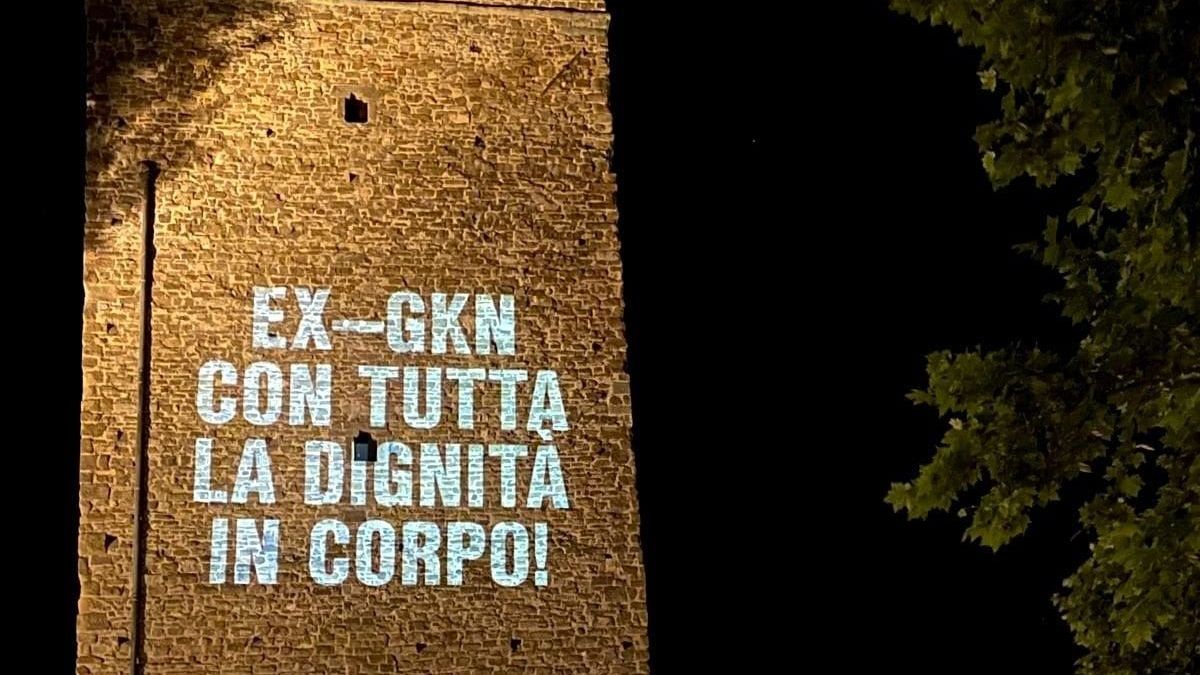 EX—GKN
CON TUTTA
LA DIGNITÀ
IN CORPO!